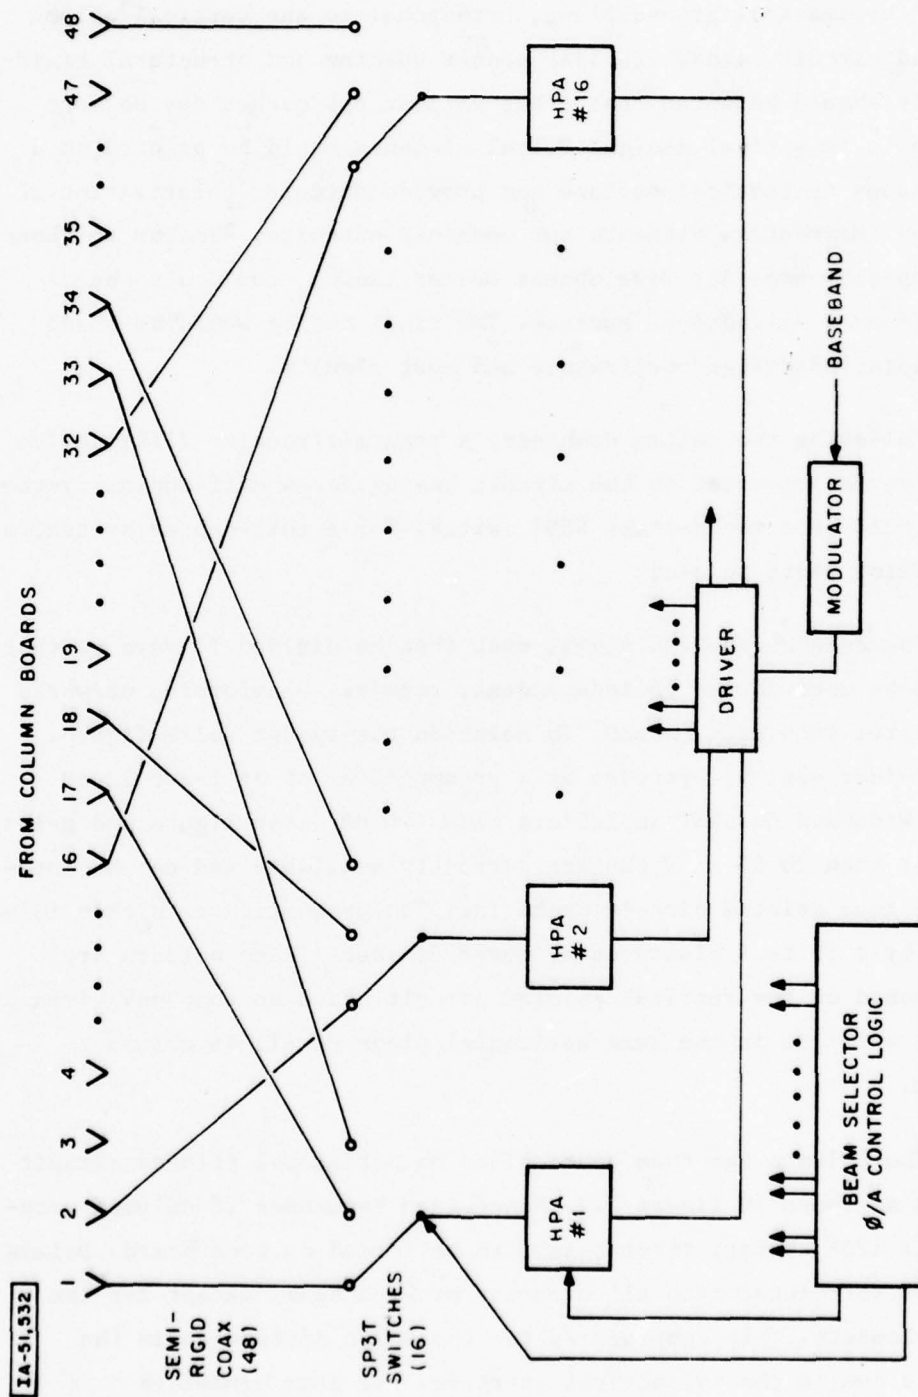 IA-51,532
FROM COLUMN BOARDS
1 2 3 4 16 17 18 19 32 33 34 35 47 48
SEMI-
RIGID
COAX
(48)
SP3T
SWITCHES
(16)
HPA
#1
HPA
#2
HPA
#16
DRIVER
MODULATOR
BASEBAND
BEAM SELECTOR
Ø/A CONTROL LOGIC